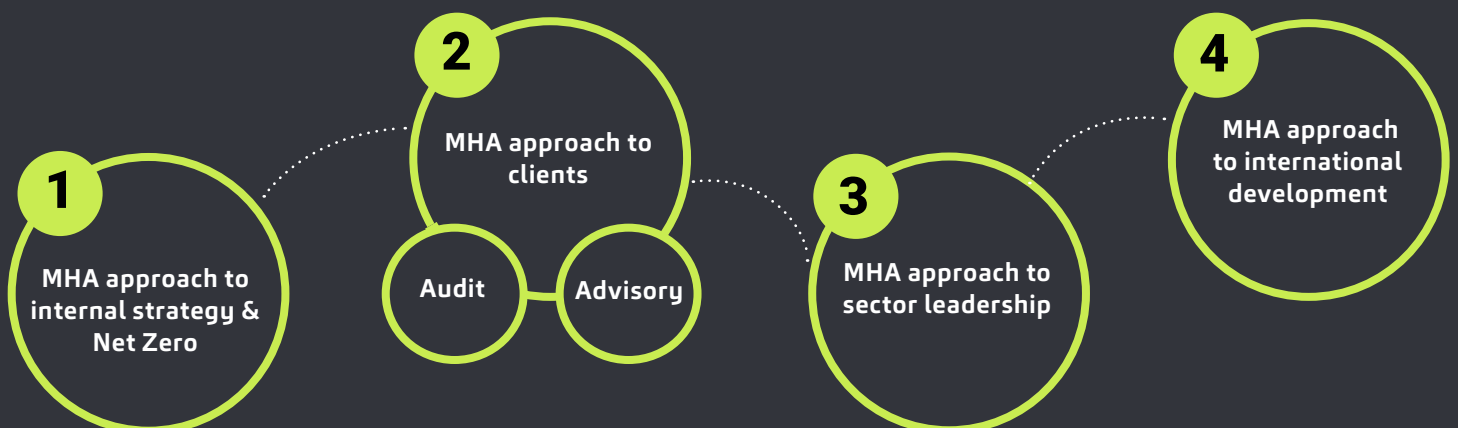 1
MHA approach to
internal strategy &
Net Zero
2
MHA approach to
clients
Audit
Advisory
3
MHA approach to
sector leadership
4
MHA approach
to international
development